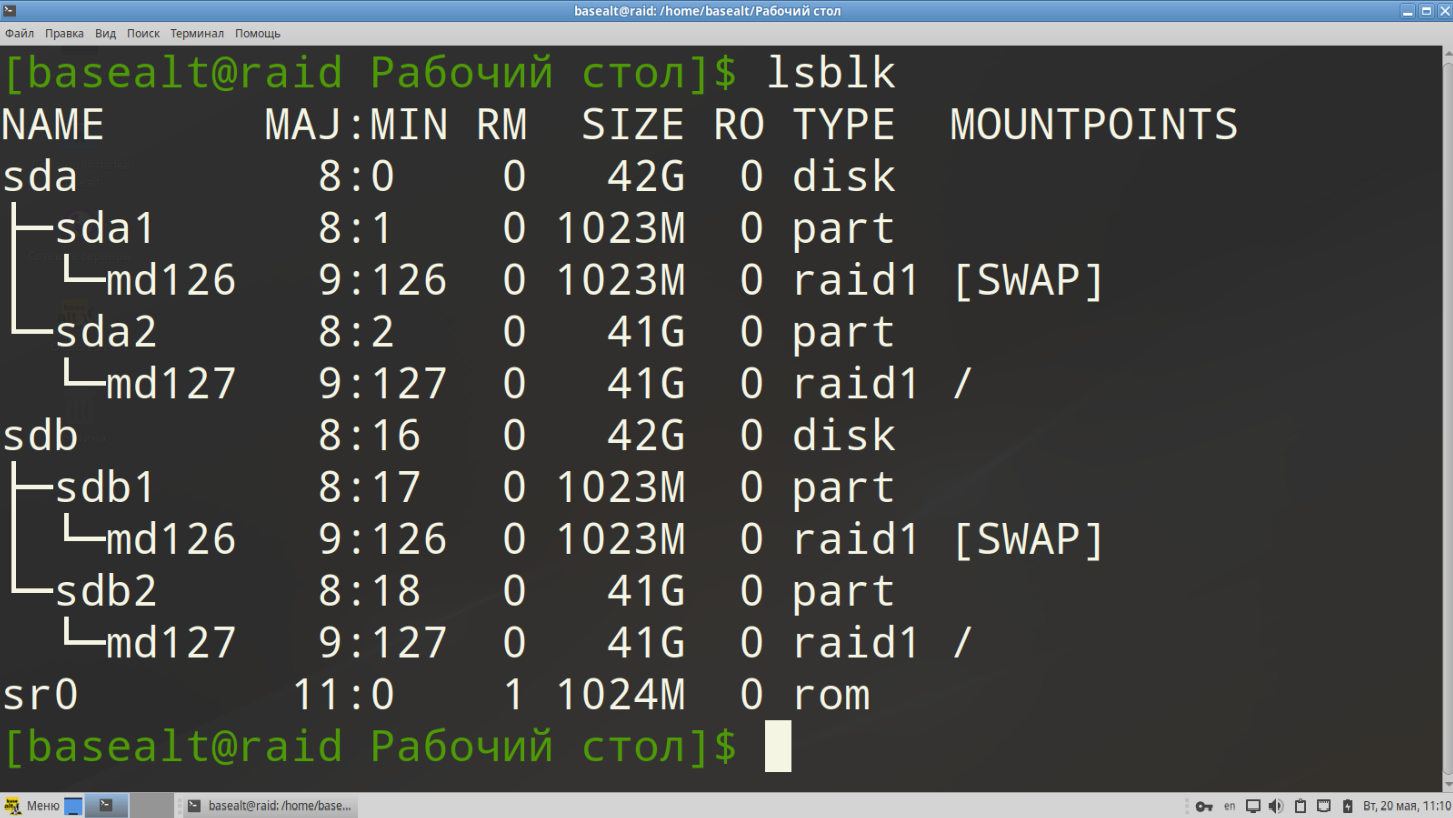 basealt@raid: /home/basealt/Рабочий стол
Файл Правка Вид Поиск Терминал Помощь
[basealt@raid Рабочий стол]$ lsblk
NAME MAJ:MIN RM SIZE RO TYPE MOUNTPOINTS
sda 8:0 0 42G 0 disk
├─sda1 8:1 0 1023M 0 part
│ └─md126 9:126 0 1023M 0 raid1 [SWAP]
└─sda2 8:2 0 41G 0 part
  └─md127 9:127 0 41G 0 raid1 /
sdb 8:16 0 42G 0 disk
├─sdb1 8:17 0 1023M 0 part
│ └─md126 9:126 0 1023M 0 raid1 [SWAP]
└─sdb2 8:18 0 41G 0 part
  └─md127 9:127 0 41G 0 raid1 /
sr0 11:0 1 1024M 0 rom
[basealt@raid Рабочий стол]$
Меню basealt@raid: /home/base... en Вт, 20 мая, 11:10